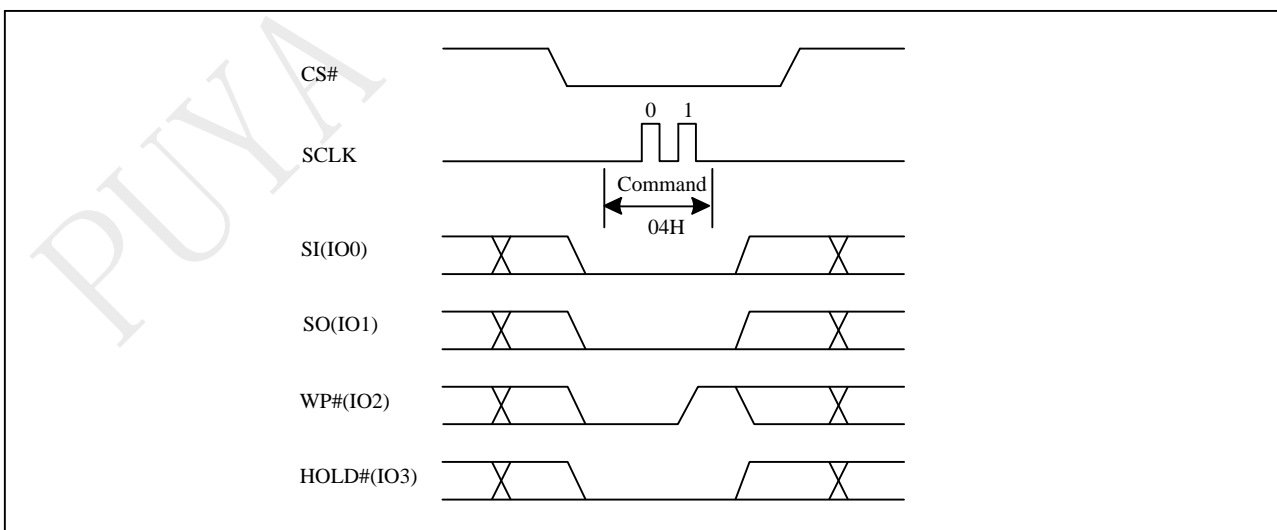 PUYA
CS#
0 1
SCLK
Command
04H
SI(IO0)
SO(IO1)
WP#(IO2)
HOLD#(IO3)